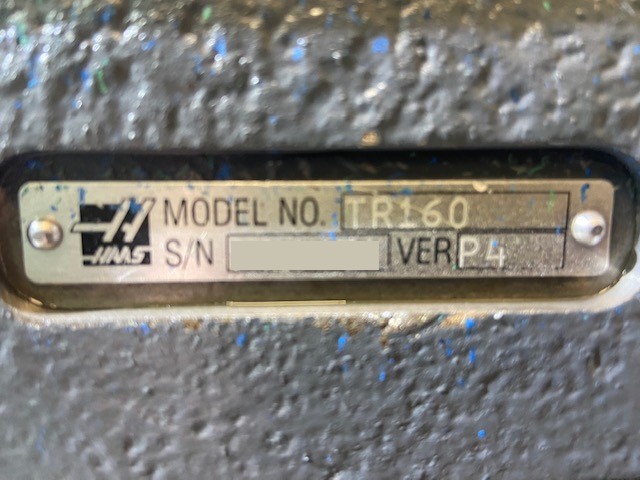 HAAS MODEL NO. TR160
S/N VER P4